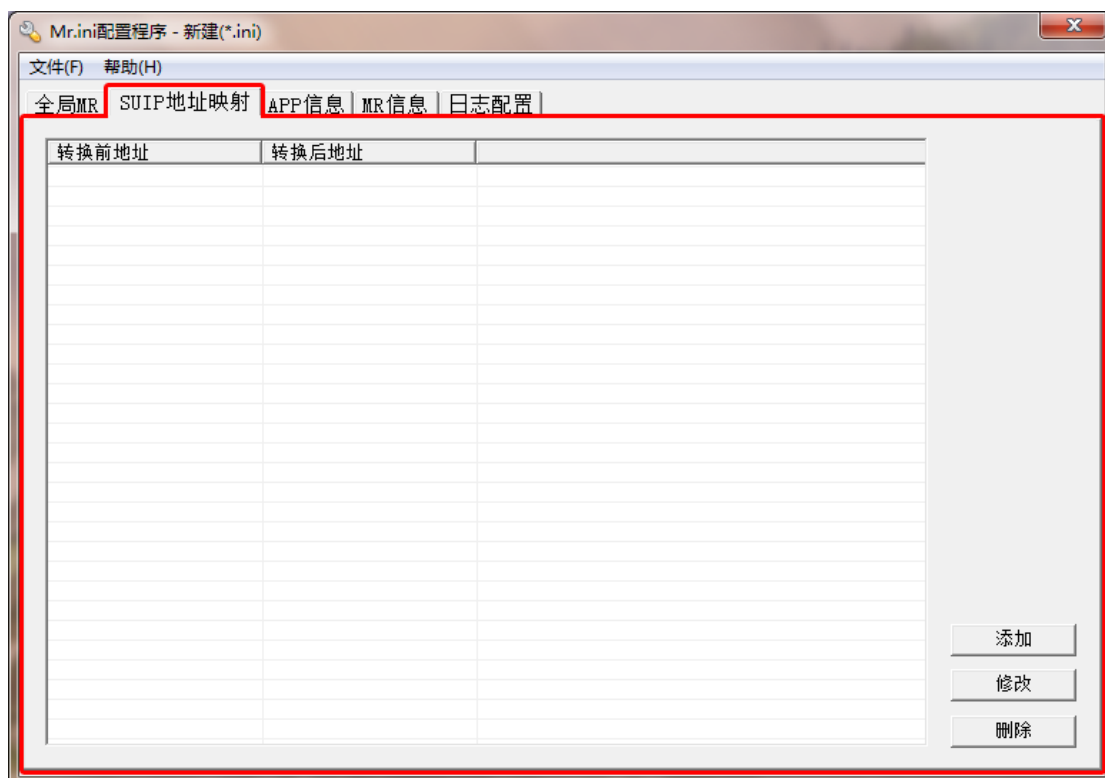 Mr.ini配置程序 - 新建(*.ini)
文件(F) 帮助(H)
全局MR SUIP地址映射 APP信息 MR信息 日志配置
转换前地址 转换后地址
添加
修改
删除